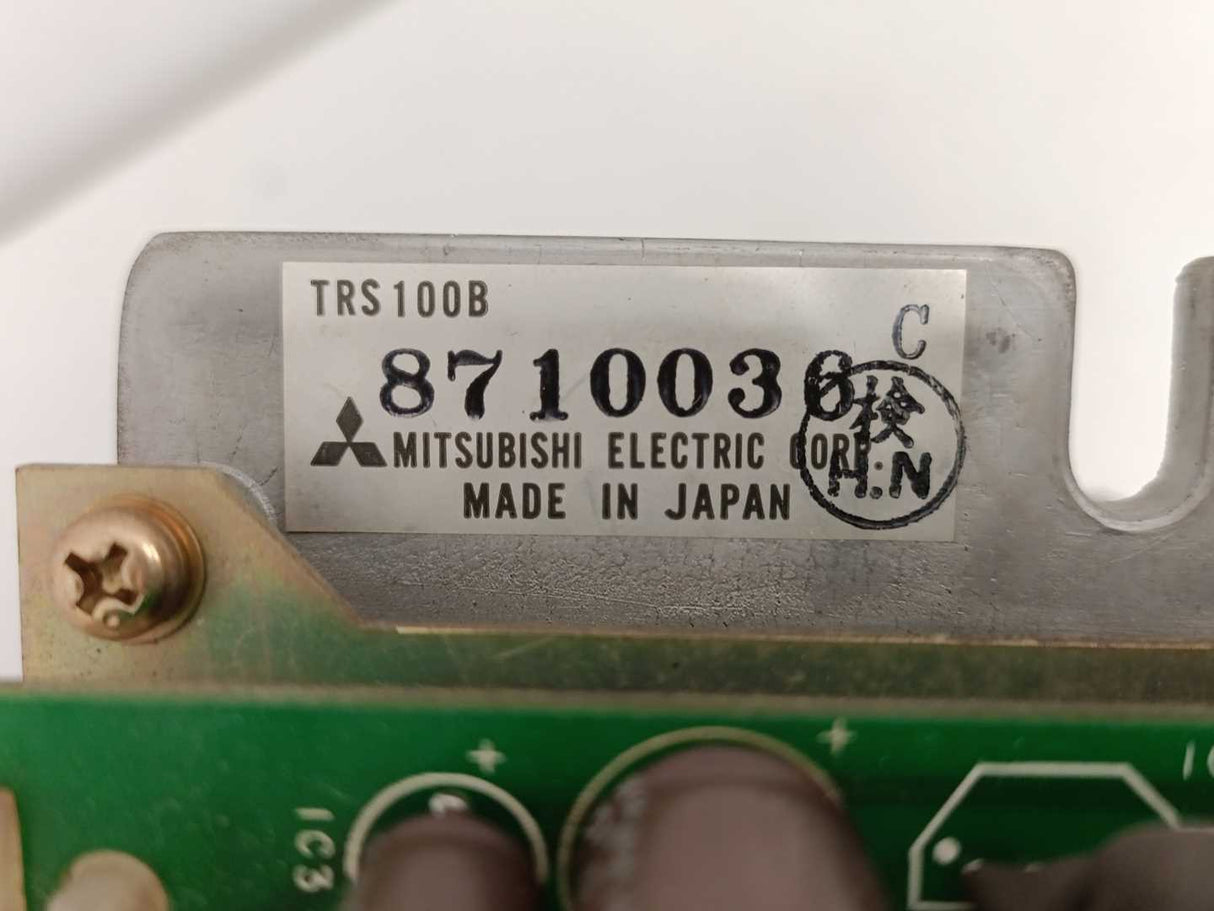 TRS100B
C
8710036
検
MITSUBISHI ELECTRIC CORP.
H.N
MADE IN JAPAN
+
+
IC3